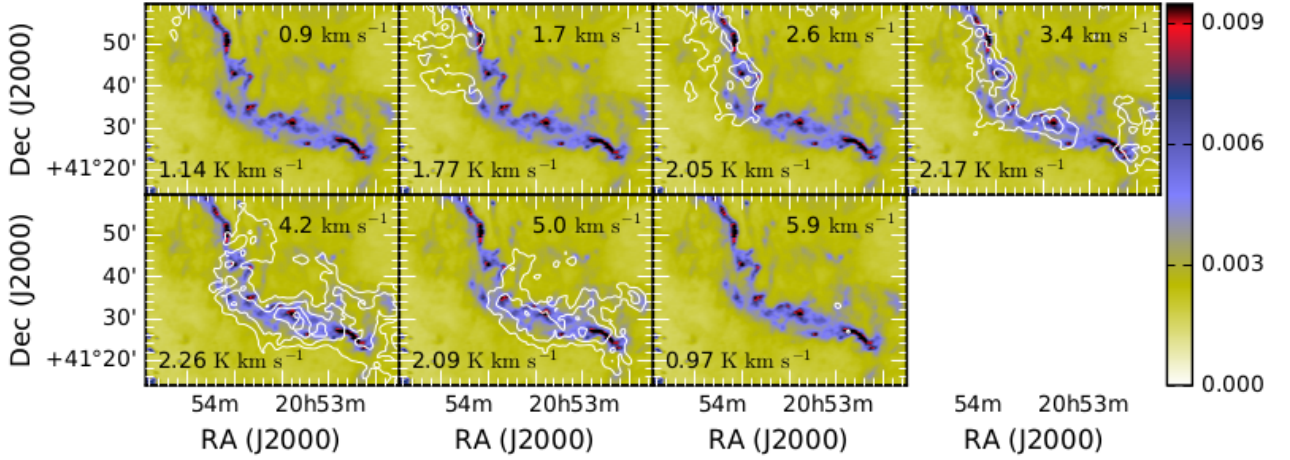 Dec (J2000)
50'
40'
30'
+41°20'
0.9 km s⁻¹
1.14 K km s⁻¹
1.7 km s⁻¹
1.77 K km s⁻¹
2.6 km s⁻¹
2.05 K km s⁻¹
3.4 km s⁻¹
2.17 K km s⁻¹
Dec (J2000)
50'
40'
30'
+41°20'
4.2 km s⁻¹
2.26 K km s⁻¹
5.0 km s⁻¹
2.09 K km s⁻¹
5.9 km s⁻¹
0.97 K km s⁻¹
54m 20h53m
54m 20h53m
54m 20h53m
54m 20h53m
RA (J2000)
RA (J2000)
RA (J2000)
RA (J2000)
0.009
0.006
0.003
0.000